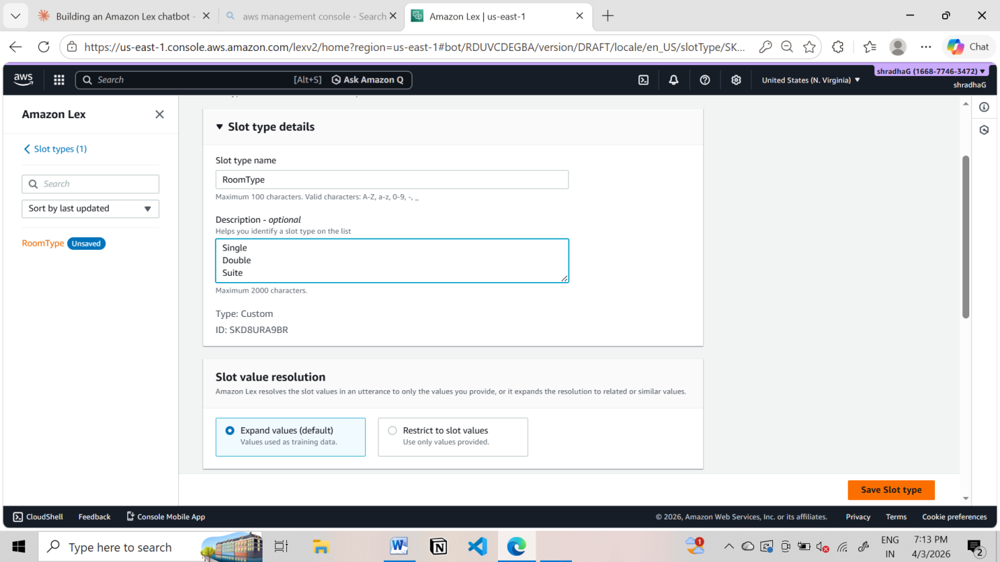 Building an Amazon Lex chatbot -
aws management console - Search
Amazon Lex | us-east-1
https://us-east-1.console.aws.amazon.com/lexv2/home?region=us-east-1#bot/RDUVCDEGBA/version/DRAFT/locale/en_US/slotType/SK...
Chat
aws
Search
[Alt+S]
Ask Amazon Q
United States (N. Virginia)
shradhaG (1668-7746-3472)
shradhaG
Amazon Lex
Slot types (1)
Search
Sort by last updated
RoomType Unsaved
Slot type details
Slot type name
RoomType
Maximum 100 characters. Valid characters: A-Z, a-z, 0-9, -, _
Description - optional
Helps you identify a slot type on the list
Single
Double
Suite
Maximum 2000 characters.
Type: Custom
ID: SKD8URA9BR
Slot value resolution
Amazon Lex resolves the slot values in an utterance to only the values you provide, or it expands the resolution to related or similar values.
Expand values (default)
Values used as training data.
Restrict to slot values
Use only values provided.
Save Slot type
CloudShell
Feedback
Console Mobile App
© 2026, Amazon Web Services, Inc. or its affiliates.
Privacy
Terms
Cookie preferences
Type here to search
1
ENG
IN
7:13 PM
4/3/2026
2